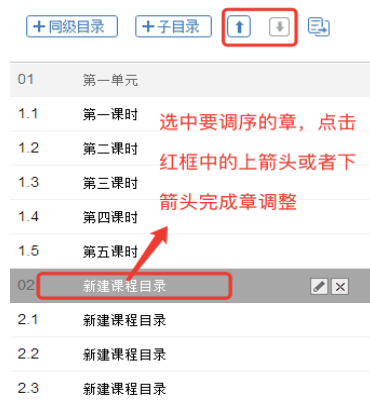 +同级目录 +子目录
01 第一单元
1.1 第一课时
1.2 第二课时
1.3 第三课时
1.4 第四课时
1.5 第五课时
选中要调序的章，点击
红框中的上箭头或者下
箭头完成章调整
02 新建课程目录
2.1 新建课程目录
2.2 新建课程目录
2.3 新建课程目录